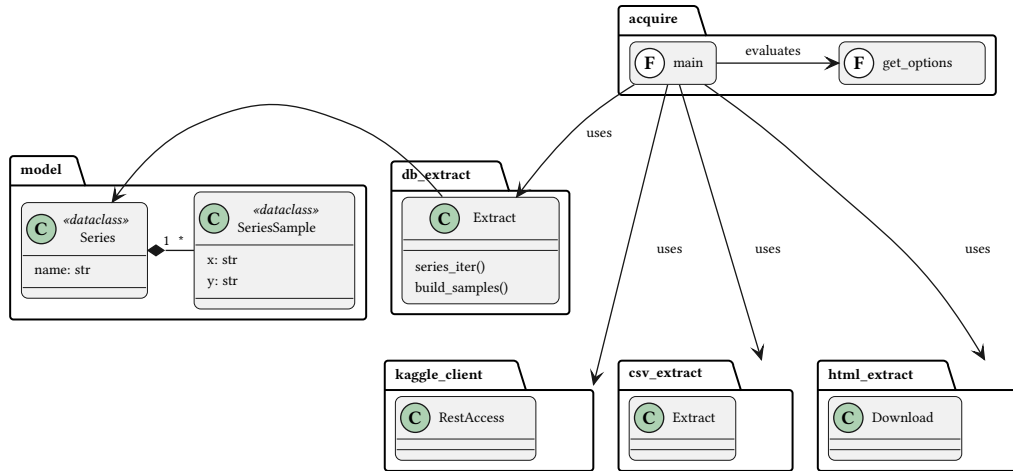 acquire
F main
evaluates
F get_options
uses
model
C «dataclass»
Series
name: str
1 *
C «dataclass»
SeriesSample
x: str
y: str
db_extract
C Extract
series_iter()
build_samples()
uses
uses
uses
kaggle_client
C RestAccess
csv_extract
C Extract
html_extract
C Download